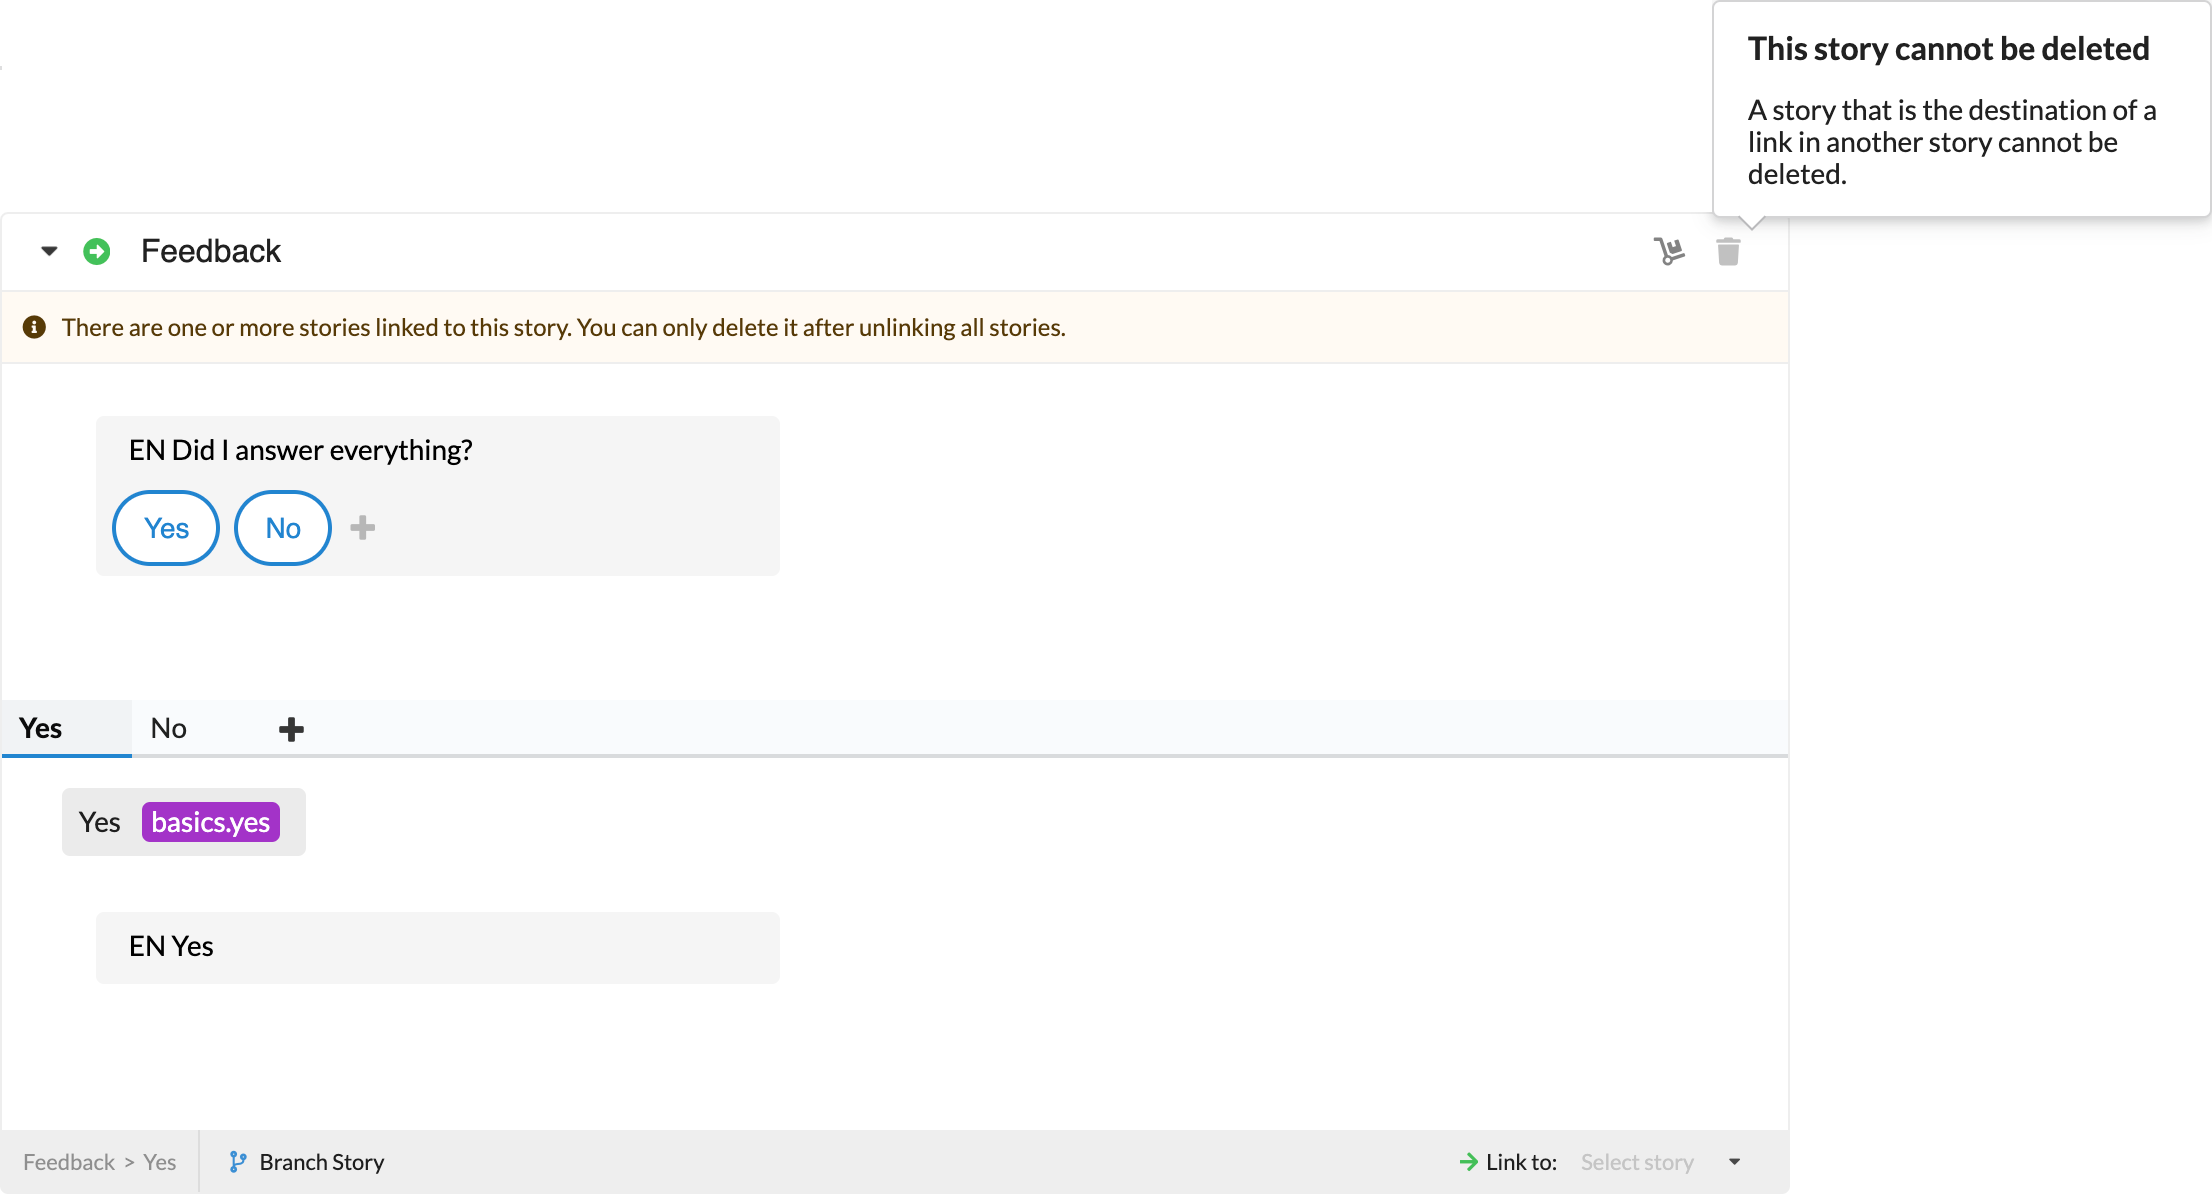 This story cannot be deleted
A story that is the destination of a
link in another story cannot be
deleted.
Feedback
There are one or more stories linked to this story. You can only delete it after unlinking all stories.
EN Did I answer everything?
Yes No
Yes No
Yes basics.yes
EN Yes
Feedback > Yes Branch Story Link to: Select story